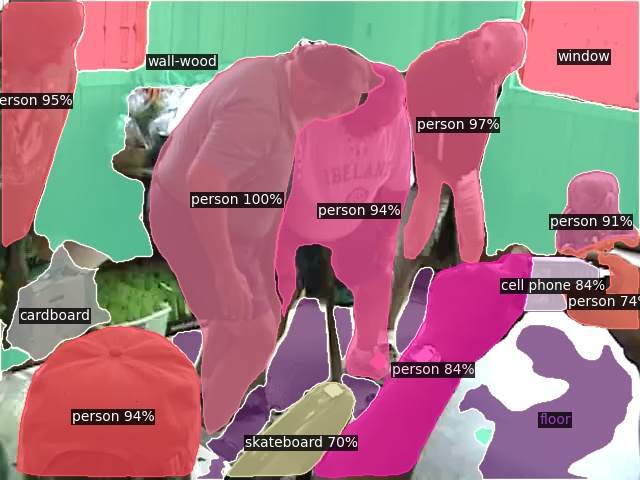 wall-wood
window
person 95%
person 97%
person 100%
IRELAND
person 94%
person 91%
cell phone 84%
person 74%
cardboard
person 84%
person 94%
floor
skateboard 70%